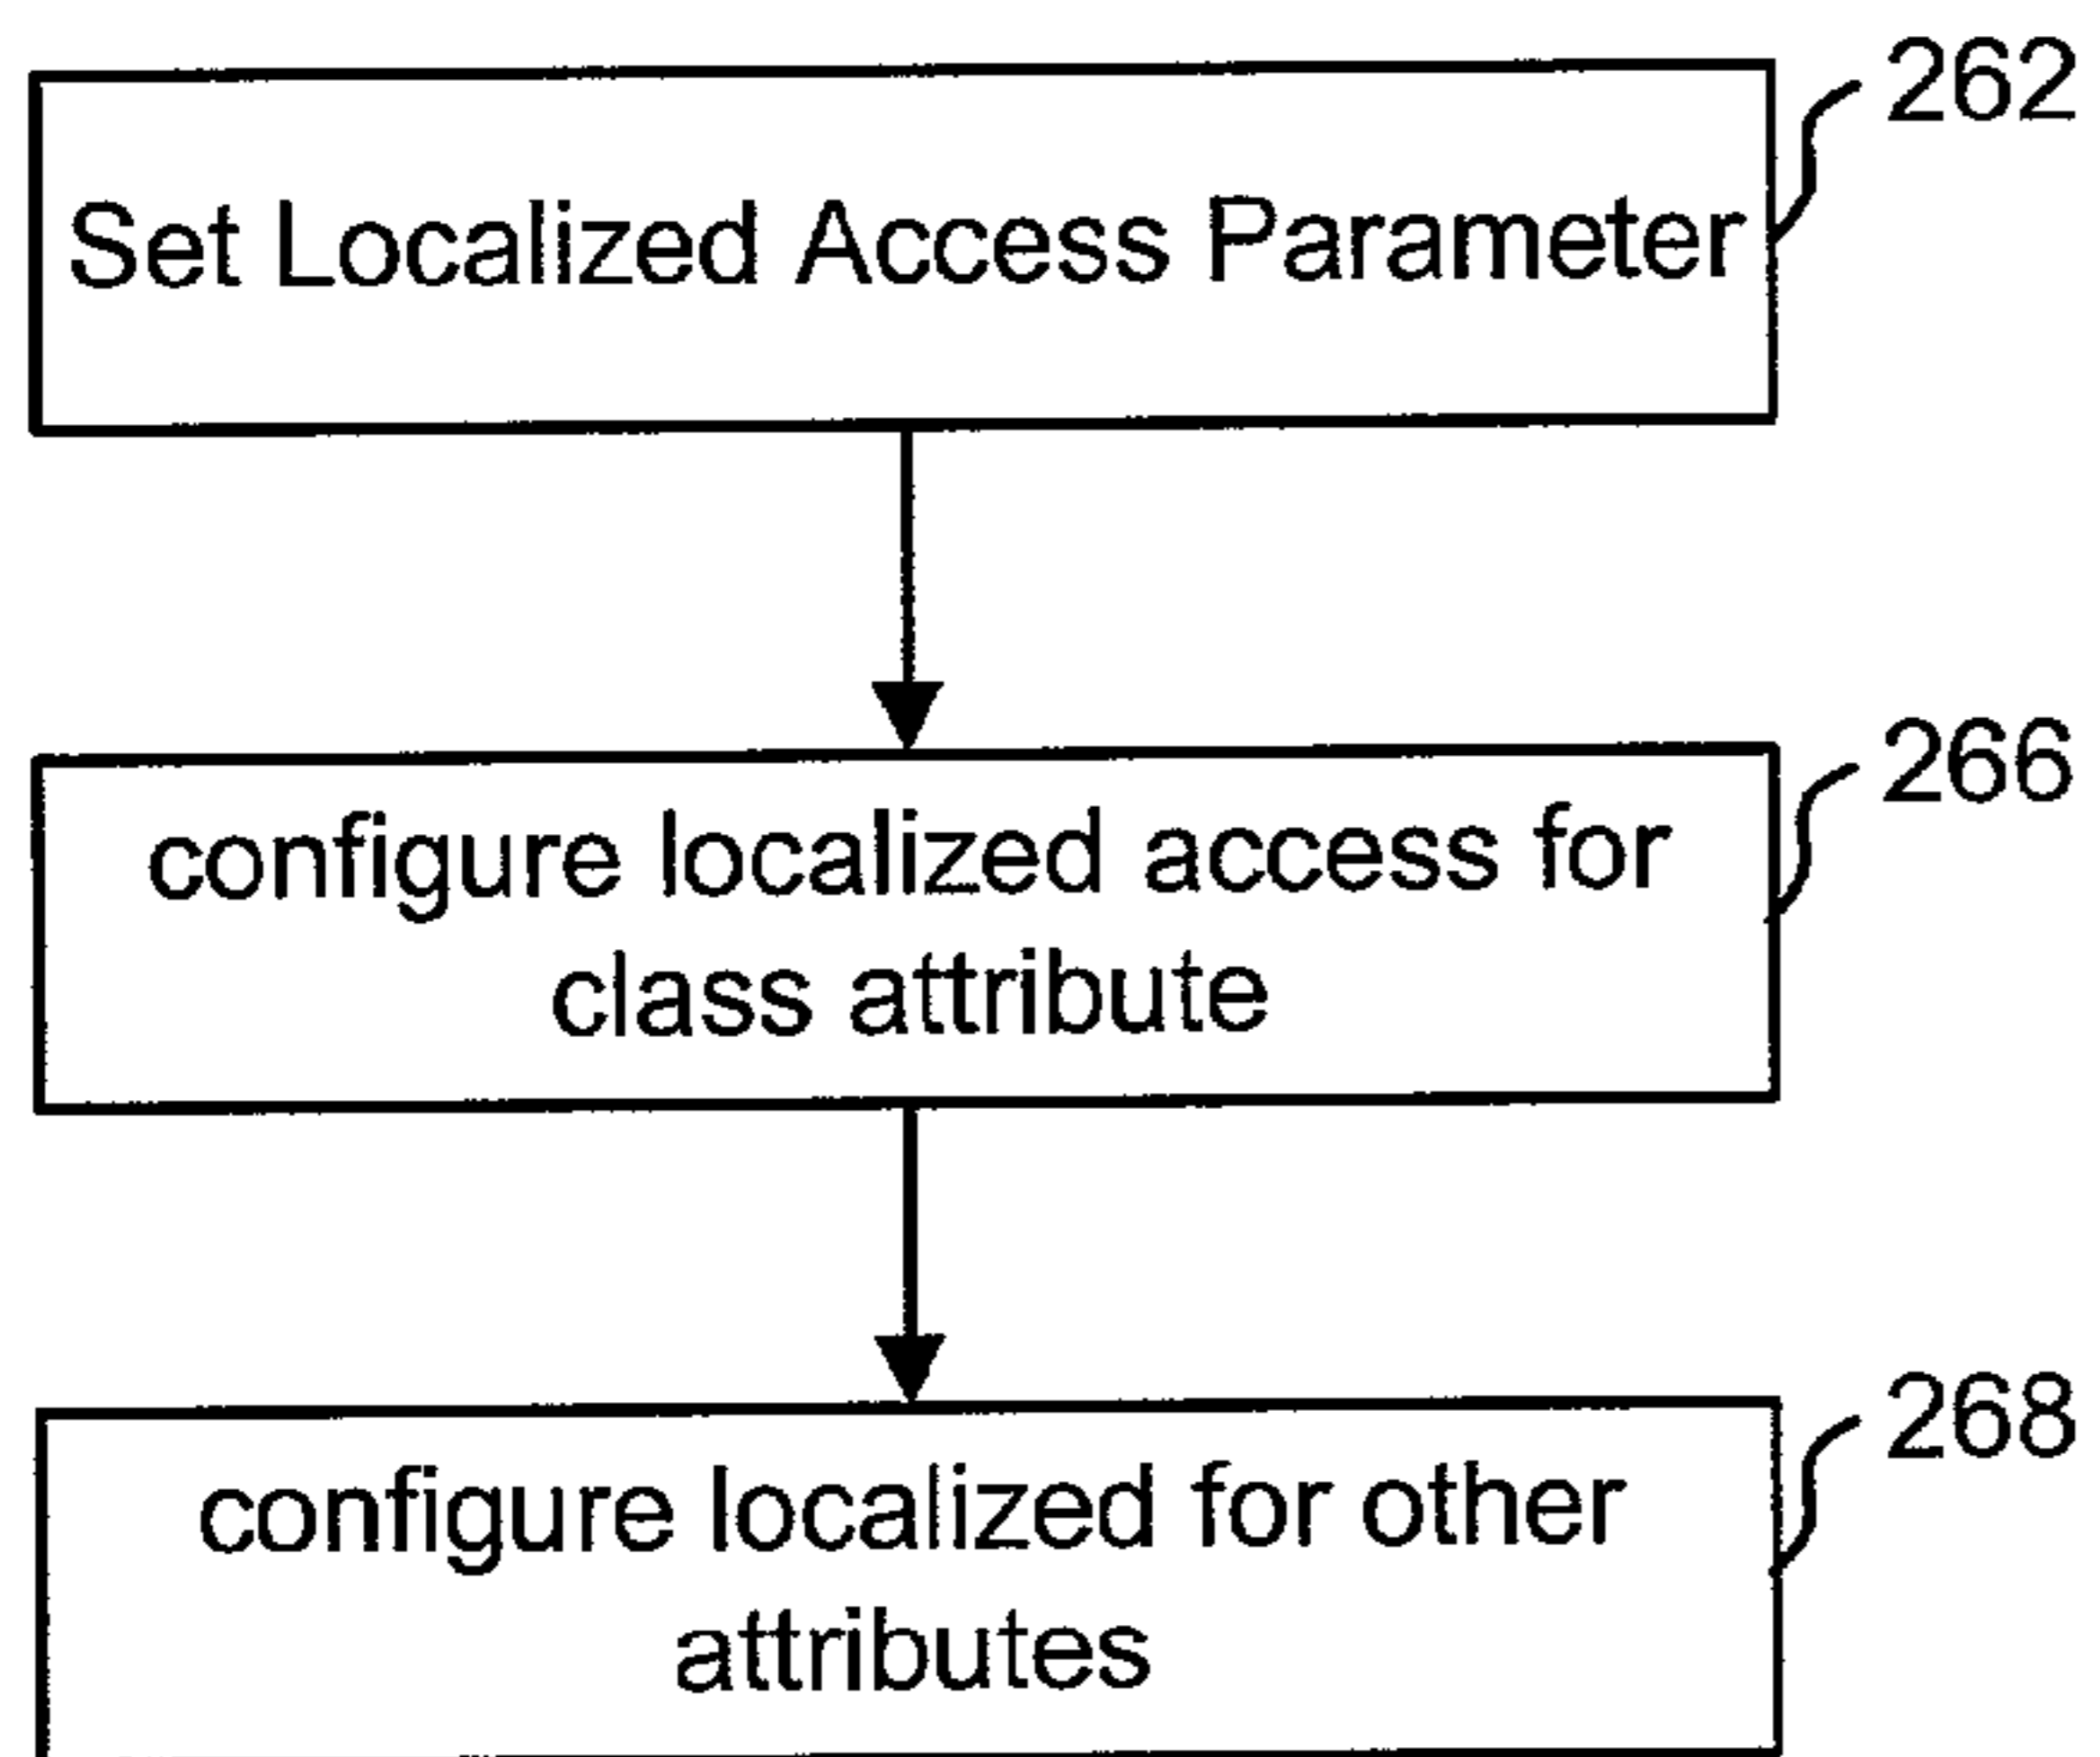 262
Set Localized Access Parameter
266
configure localized access for
class attribute
268
configure localized for other
attributes